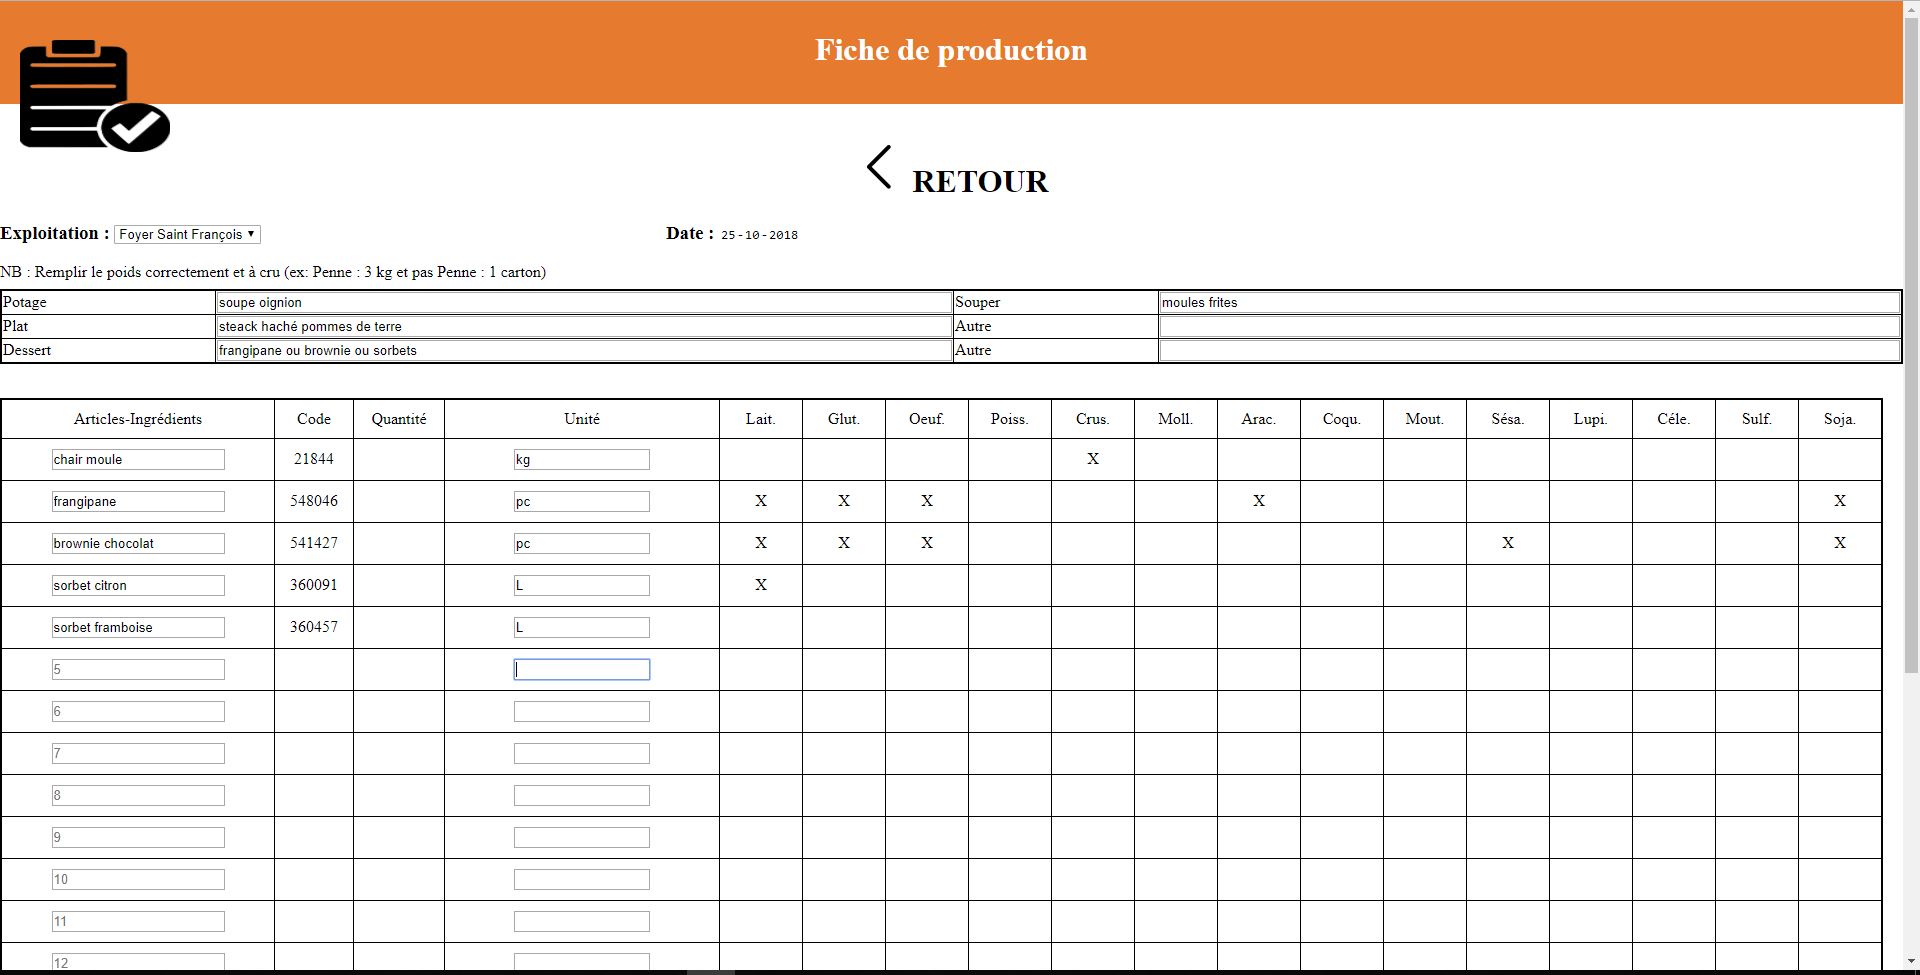 Fiche de production
RETOUR
Exploitation : Foyer Saint François Date : 25-10-2018
NB : Remplir le poids correctement et à cru (ex: Penne : 3 kg et pas Penne : 1 carton)
Potage soupe oignion Souper moules frites
Plat steack haché pommes de terre Autre
Dessert frangipane ou brownie ou sorbets Autre
Articles-Ingrédients Code Quantité Unité Lait. Glut. Oeuf. Poiss. Crus. Moll. Arac. Coqu. Mout. Sésa. Lupi. Céle. Sulf. Soja.
chair moule 21844 kg X
frangipane 548046 pc X X X X X
brownie chocolat 541427 pc X X X X X
sorbet citron 360091 L X
sorbet framboise 360457 L
5
6
7
8
9
10
11
12